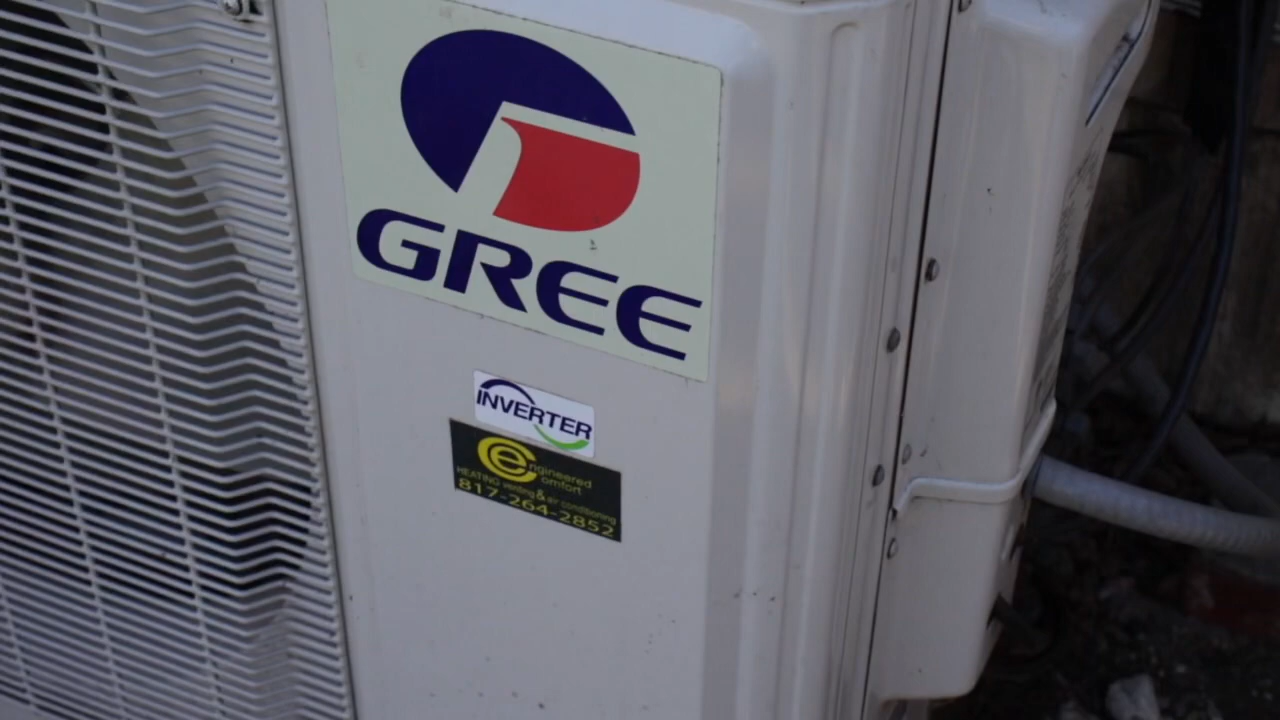 GREE
INVERTER
engineered
comfort
HEATING venting & air conditioning
817-264-2852